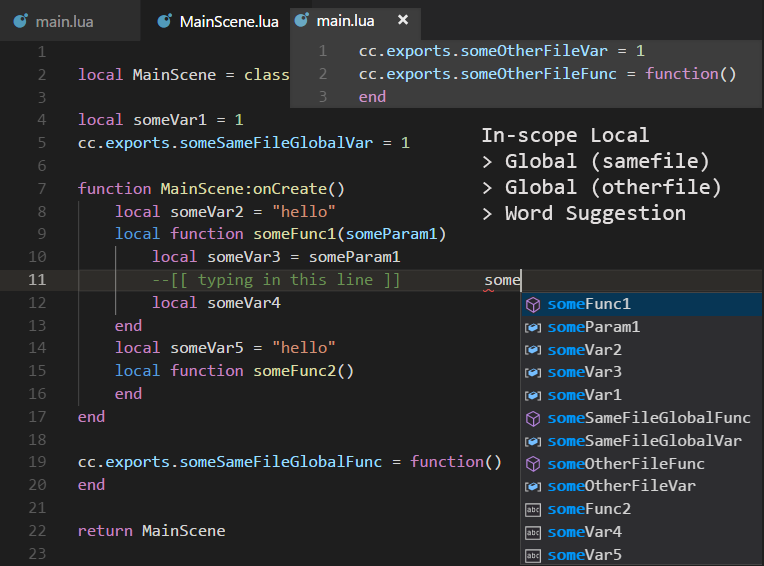 main.lua
MainScene.lua
main.lua ×
1 cc.exports.someOtherFileVar = 1
2 cc.exports.someOtherFileFunc = function()
3 end
In-scope Local
> Global (samefile)
> Global (otherfile)
> Word Suggestion
1
2 local MainScene = class
3
4 local someVar1 = 1
5 cc.exports.someSameFileGlobalVar = 1
6
7 function MainScene:onCreate()
8 local someVar2 = "hello"
9 local function someFunc1(someParam1)
10 local someVar3 = someParam1
11 --[[ typing in this line ]] some
12 local someVar4
13 end
14 local someVar5 = "hello"
15 local function someFunc2()
16 end
17 end
18
19 cc.exports.someSameFileGlobalFunc = function()
20 end
21
22 return MainScene
23
someFunc1
someParam1
someVar2
someVar3
someVar1
someSameFileGlobalFunc
someSameFileGlobalVar
someOtherFileFunc
someOtherFileVar
abc someFunc2
abc someVar4
abc someVar5